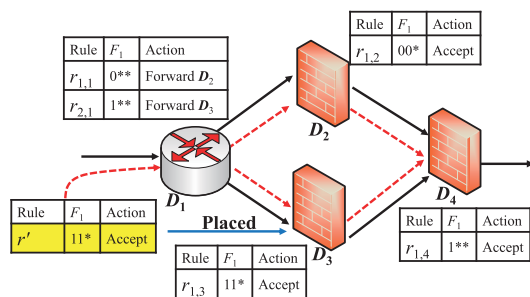 Rule F1 Action
r1,1 0** Forward D2
r2,1 1** Forward D3
Rule F1 Action
r1,2 00* Accept
D2
D1
D4
Rule F1 Action
r' 11* Accept
Placed
D3
Rule F1 Action
r1,3 11* Accept
Rule F1 Action
r1,4 1** Accept